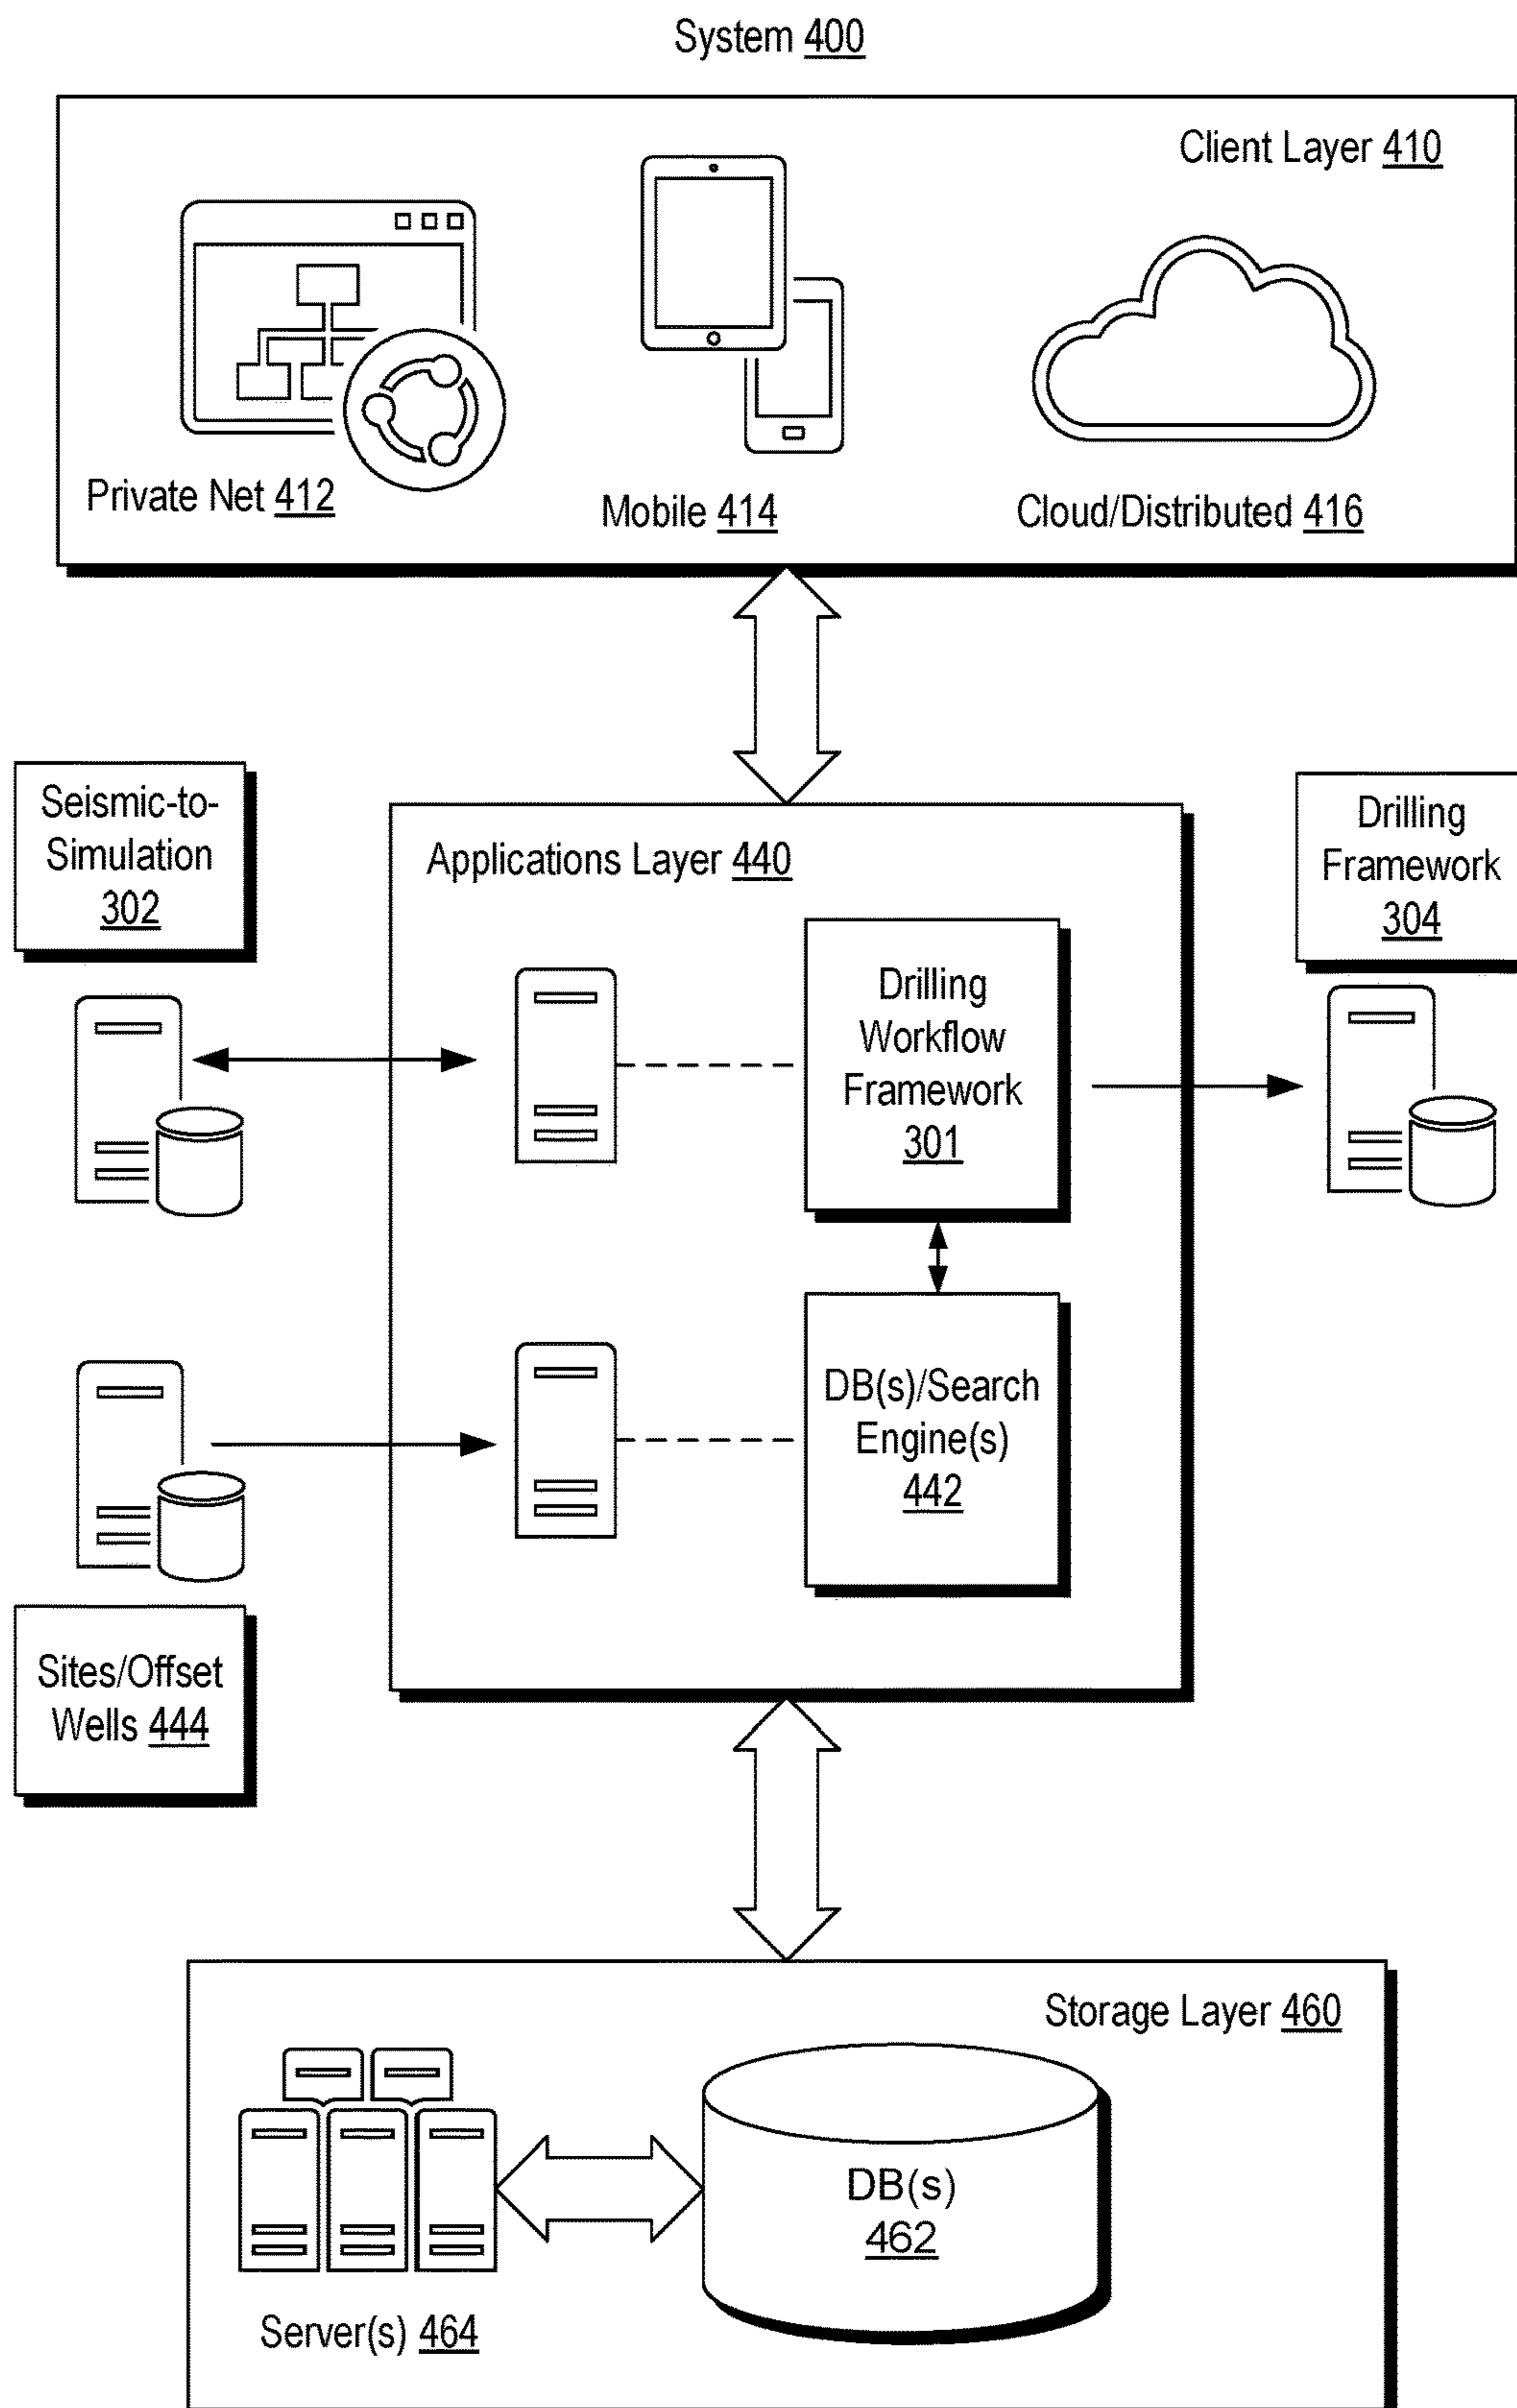 System 400
Client Layer 410
Private Net 412
Mobile 414
Cloud/Distributed 416
Seismic-to-
Simulation
302
Applications Layer 440
Drilling
Workflow
Framework
301
Drilling
Framework
304
DB(s)/Search
Engine(s)
442
Sites/Offset
Wells 444
Storage Layer 460
DB(s)
462
Server(s) 464